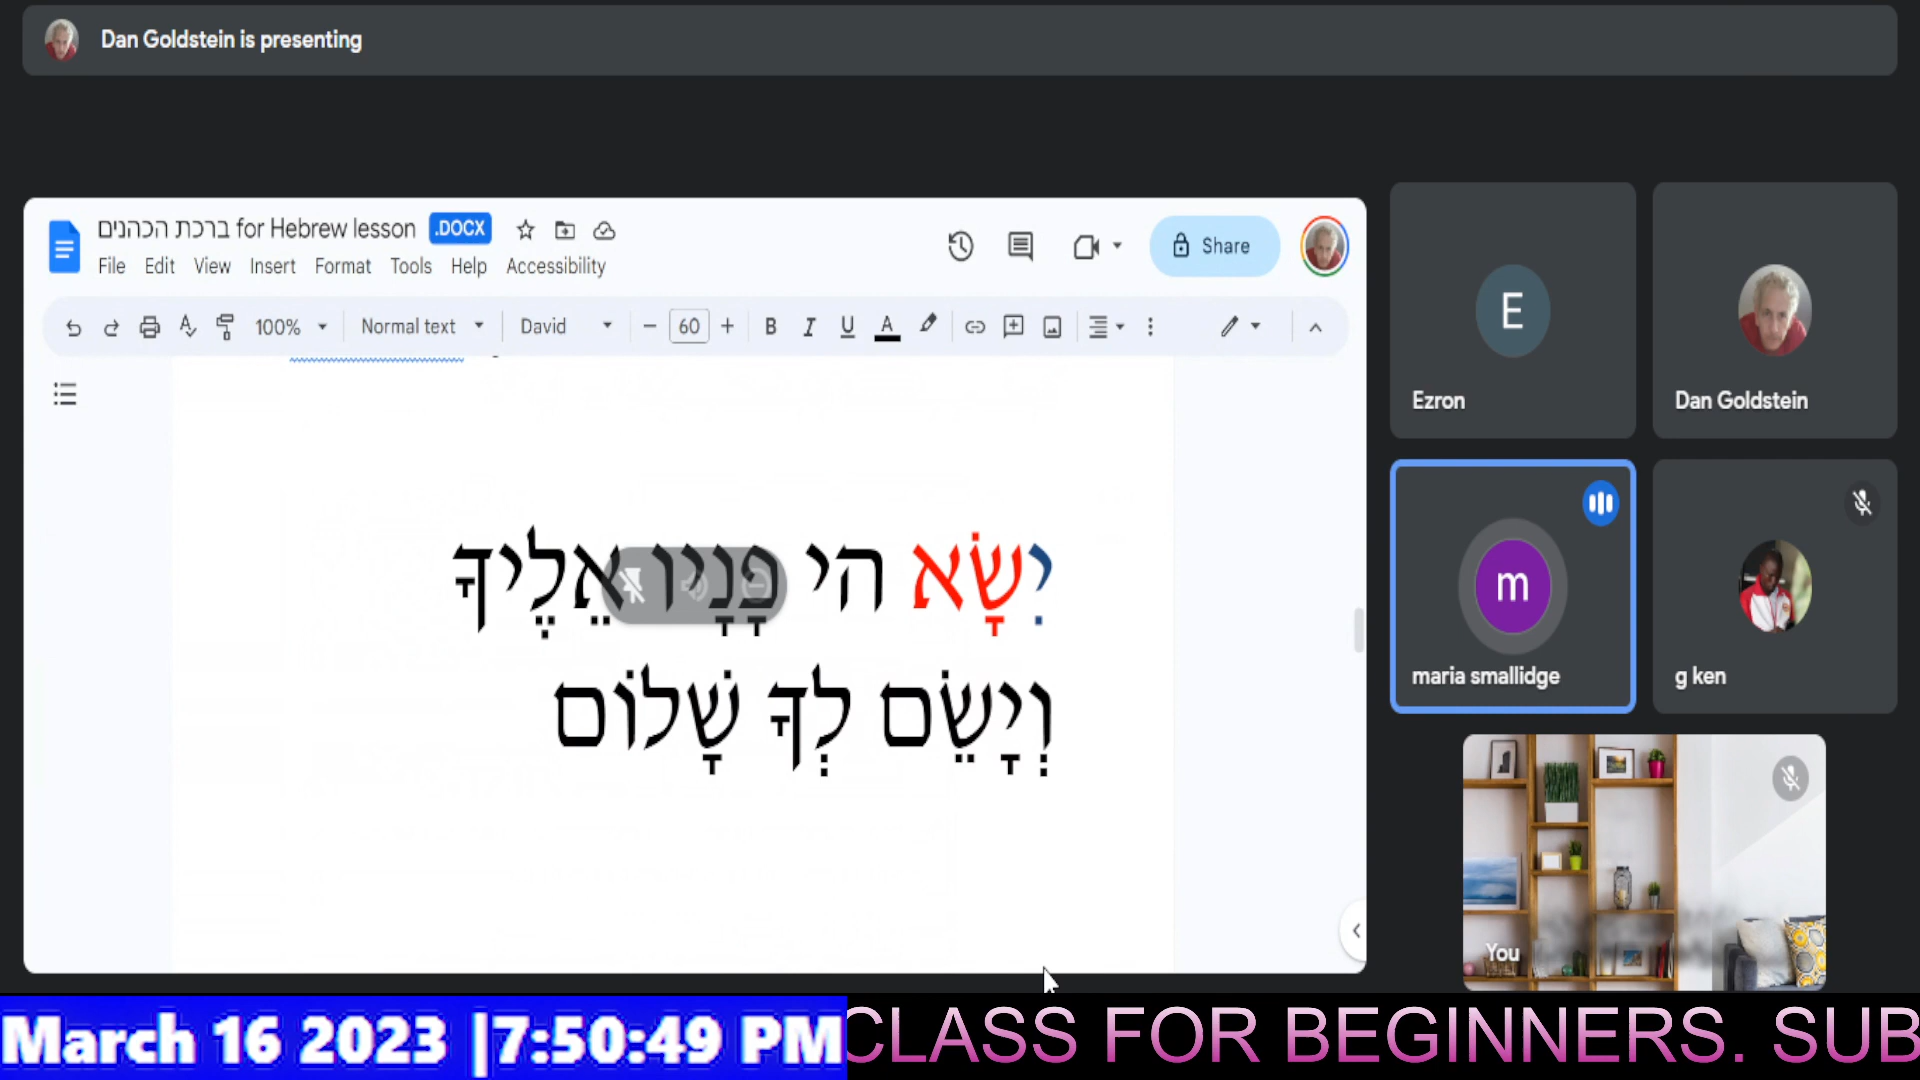 Dan Goldstein is presenting
ברכת הכהנים for Hebrew lesson .DOCX
Share
File Edit View Insert Format Tools Help Accessibility
100% Normal text David 60 B I U A
יִשָּׂא הי פָּנָיו אֵלֶיךָ
וְיָשֵׂם לְךָ שָׁלוֹם
E
Ezron
Dan Goldstein
m
maria smallidge
g ken
You
March 16 2023 |7:50:49 PM
CLASS FOR BEGINNERS. SUB